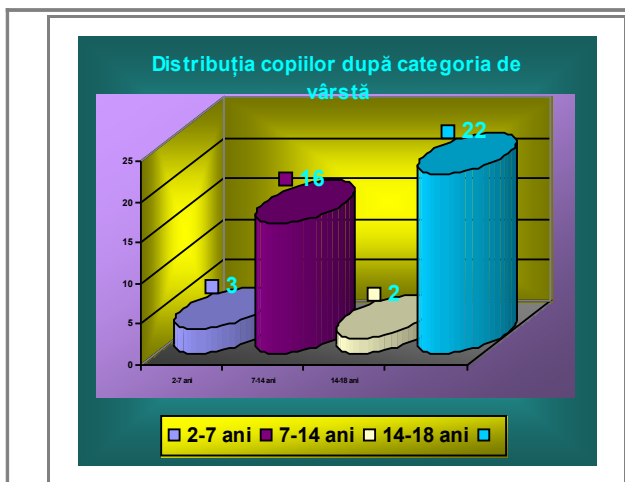 Distribuția copiilor după categoria de
vârstă
22
16
3
2
25
20
15
10
5
0
2-7 ani 7-14 ani 14-18 ani
2-7 ani 7-14 ani 14-18 ani